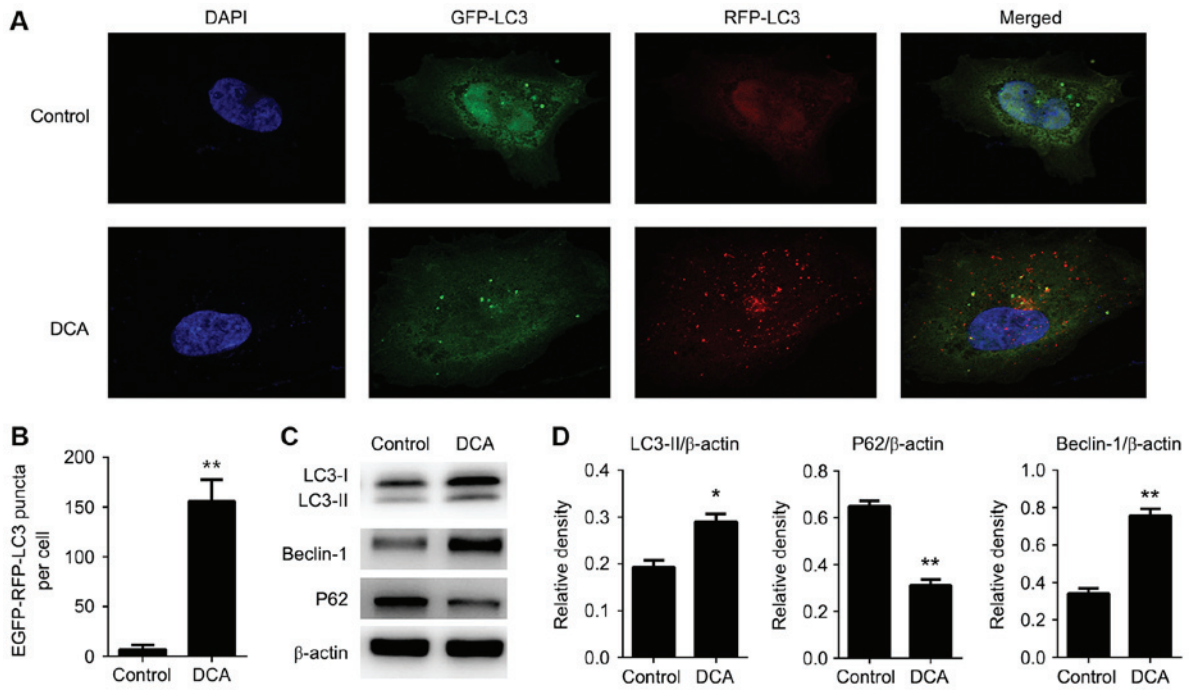 A
DAPI
GFP-LC3
RFP-LC3
Merged
Control
DCA
B
EGFP-RFP-LC3 puncta
per cell
200
150
100
50
0
**
Control
DCA
C
Control
DCA
LC3-I
LC3-II
Beclin-1
P62
β-actin
D
LC3-II/β-actin
Relative density
0.4
0.3
0.2
0.1
0.0
*
Control
DCA
P62/β-actin
Relative density
0.8
0.6
0.4
0.2
0.0
**
Control
DCA
Beclin-1/β-actin
Relative density
1.0
0.8
0.6
0.4
0.2
0.0
**
Control
DCA